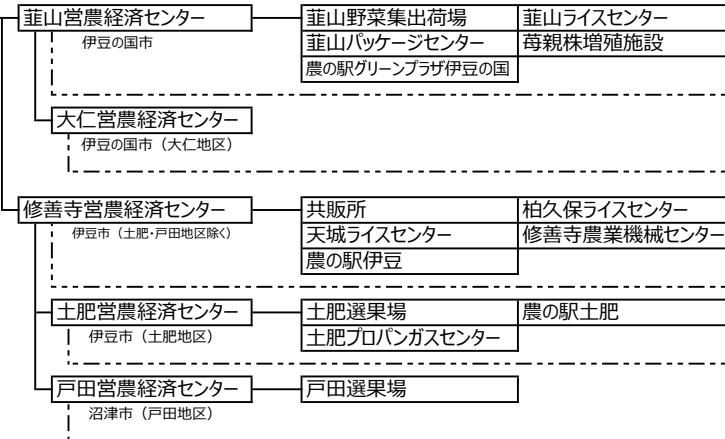 韮山営農経済センター 韮山野菜集出荷場 韮山ライスセンター
伊豆の国市 韮山パッケージセンター 苺親株増殖施設
農の駅グリーンプラザ伊豆の国
大仁営農経済センター
伊豆の国市（大仁地区）
修善寺営農経済センター 共販所 柏久保ライスセンター
伊豆市（土肥・戸田地区除く） 天城ライスセンター 修善寺農業機械センター
農の駅伊豆
土肥営農経済センター 土肥選果場 農の駅土肥
伊豆市（土肥地区） 土肥プロパンガスセンター
戸田営農経済センター 戸田選果場
沼津市（戸田地区）